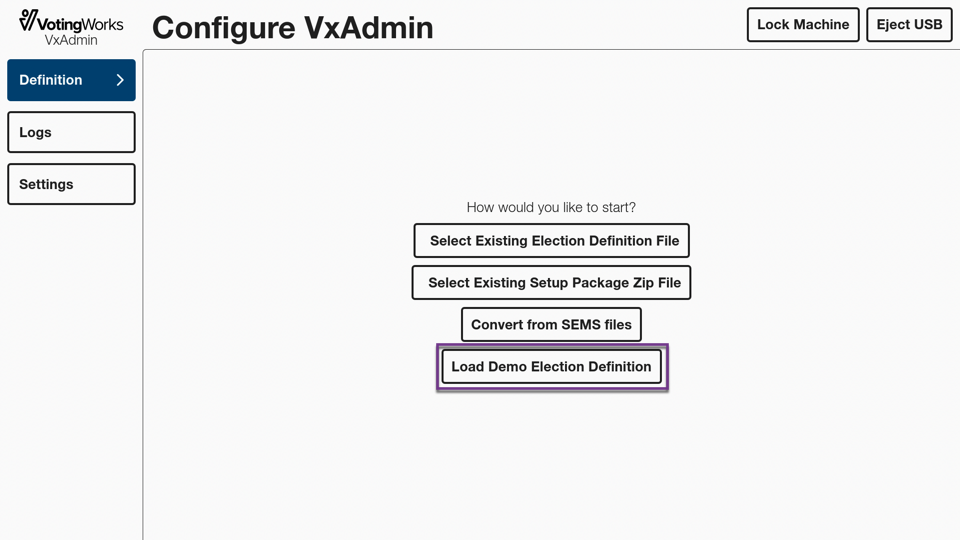 VotingWorks
VxAdmin
Configure VxAdmin
Lock Machine
Eject USB
Definition
Logs
Settings
How would you like to start?
Select Existing Election Definition File
Select Existing Setup Package Zip File
Convert from SEMS files
Load Demo Election Definition